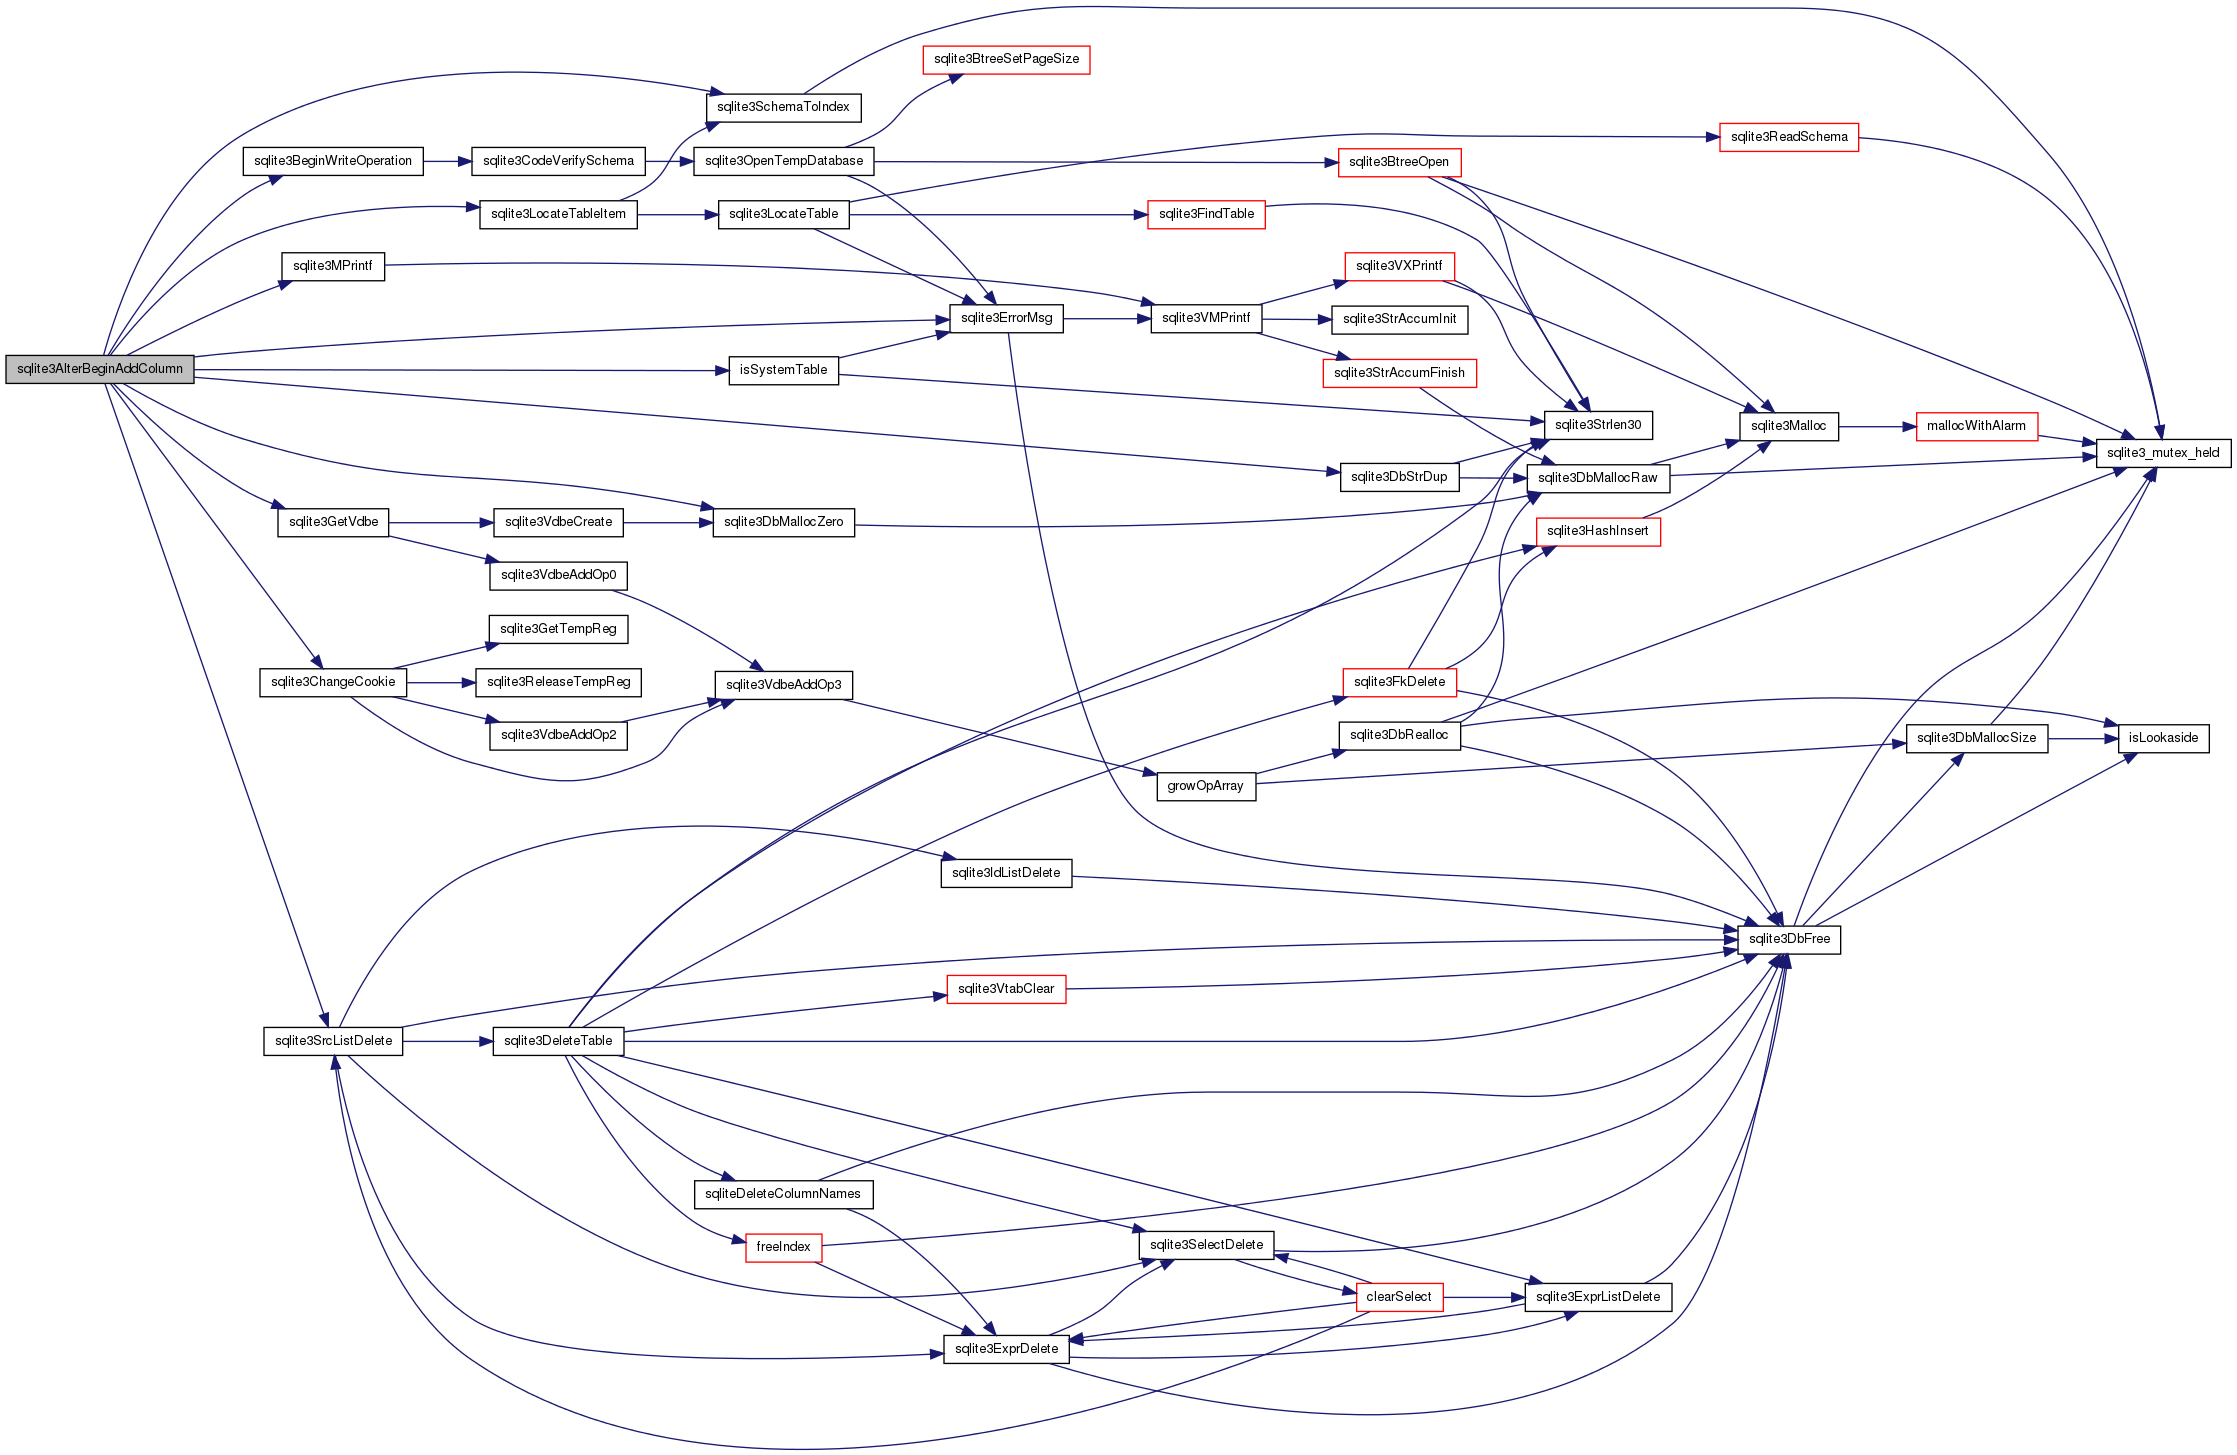 sqlite3BtreeSetPageSize
sqlite3SchemaToIndex
sqlite3ReadSchema
sqlite3BeginWriteOperation
sqlite3CodeVerifySchema
sqlite3OpenTempDatabase
sqlite3BtreeOpen
sqlite3LocateTableItem
sqlite3LocateTable
sqlite3FindTable
sqlite3MPrintf
sqlite3VXPrintf
sqlite3ErrorMsg
sqlite3VMPrintf
sqlite3StrAccumInit
sqlite3AlterBeginAddColumn
isSystemTable
sqlite3StrAccumFinish
sqlite3Strlen30
sqlite3Malloc
mallocWithAlarm
sqlite3_mutex_held
sqlite3DbStrDup
sqlite3DbMallocRaw
sqlite3GetVdbe
sqlite3VdbeCreate
sqlite3DbMallocZero
sqlite3HashInsert
sqlite3VdbeAddOp0
sqlite3GetTempReg
sqlite3ChangeCookie
sqlite3ReleaseTempReg
sqlite3VdbeAddOp3
sqlite3FkDelete
sqlite3VdbeAddOp2
sqlite3DbRealloc
sqlite3DbMallocSize
isLookaside
growOpArray
sqlite3IdListDelete
sqlite3DbFree
sqlite3VtabClear
sqlite3SrcListDelete
sqlite3DeleteTable
sqliteDeleteColumnNames
freeIndex
sqlite3SelectDelete
clearSelect
sqlite3ExprListDelete
sqlite3ExprDelete